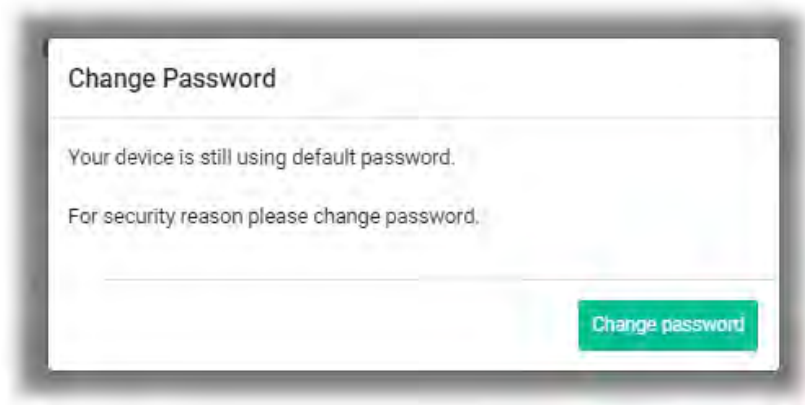 Change Password
Your device is still using default password.
For security reason please change password.
Change password